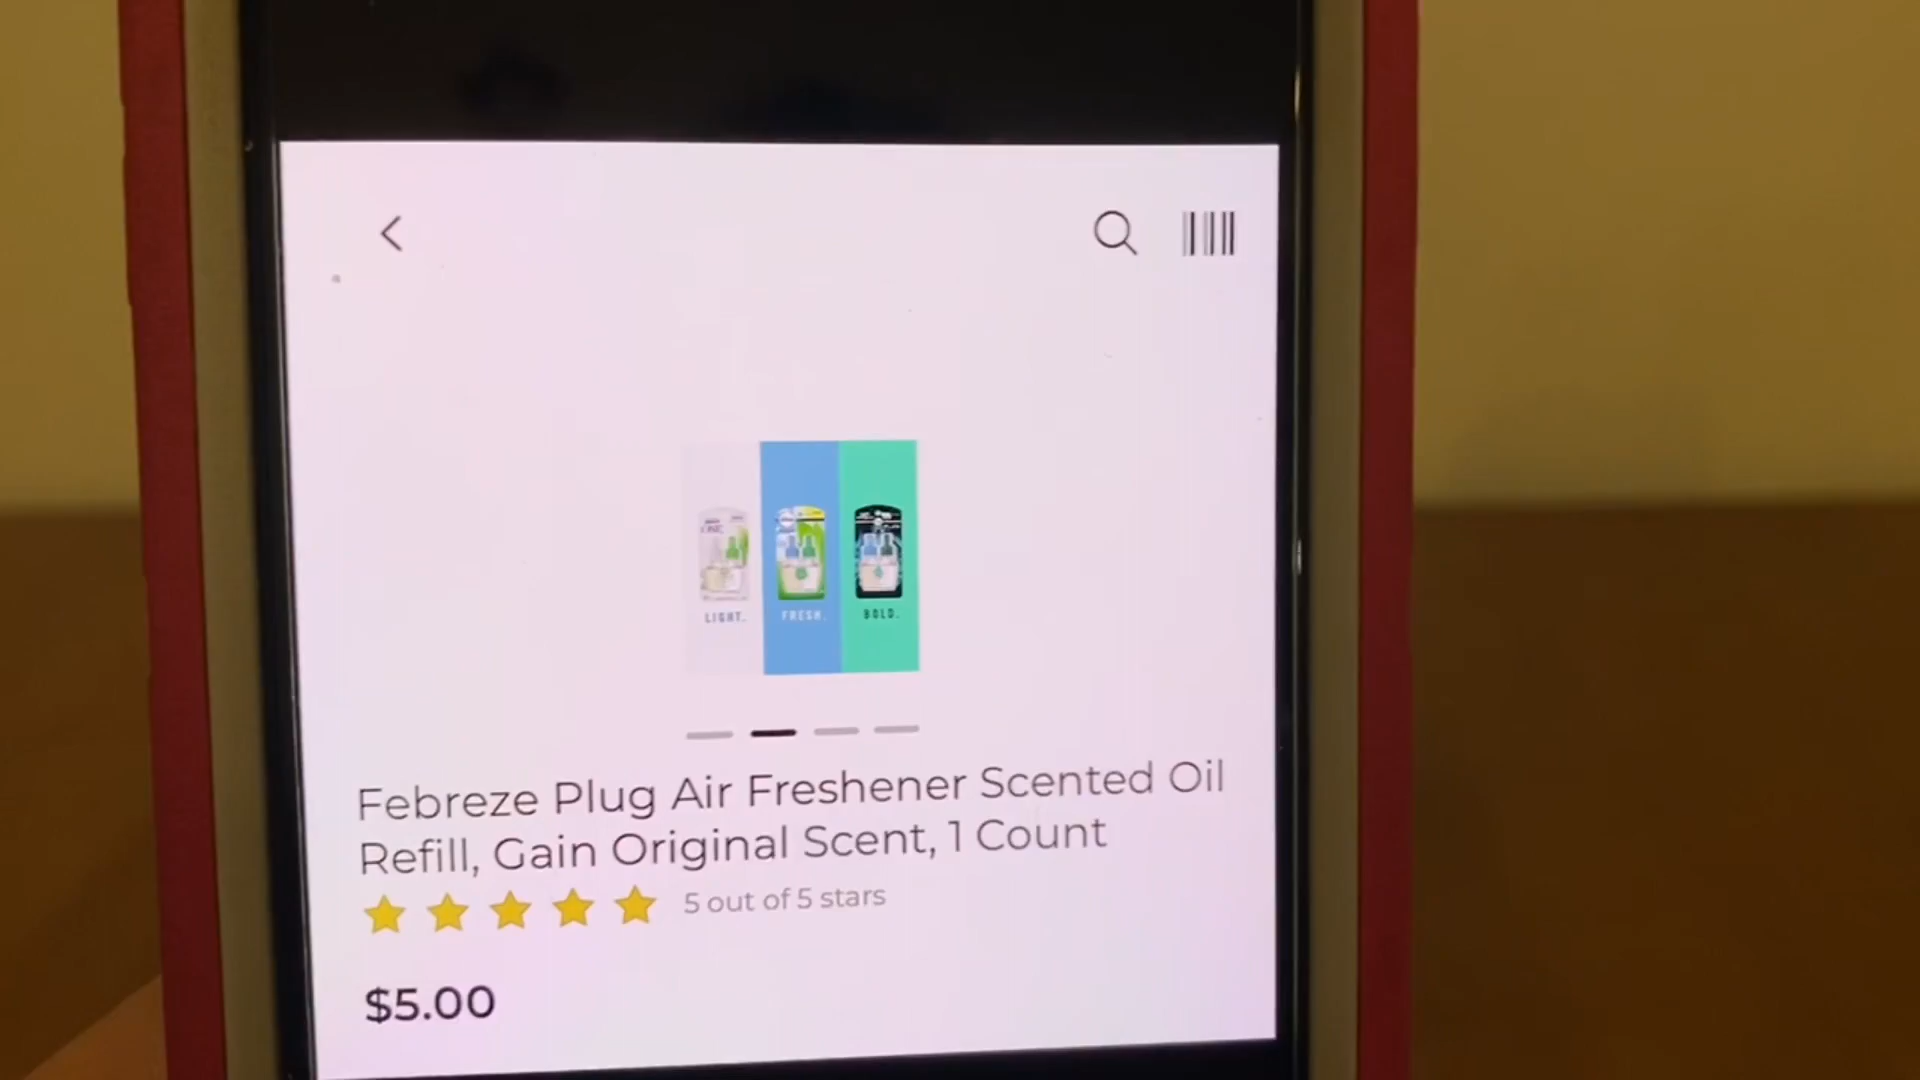 LIGHT.
FRESH.
BOLD.
Febreze Plug Air Freshener Scented Oil
Refill, Gain Original Scent, 1 Count
5 out of 5 stars
$5.00